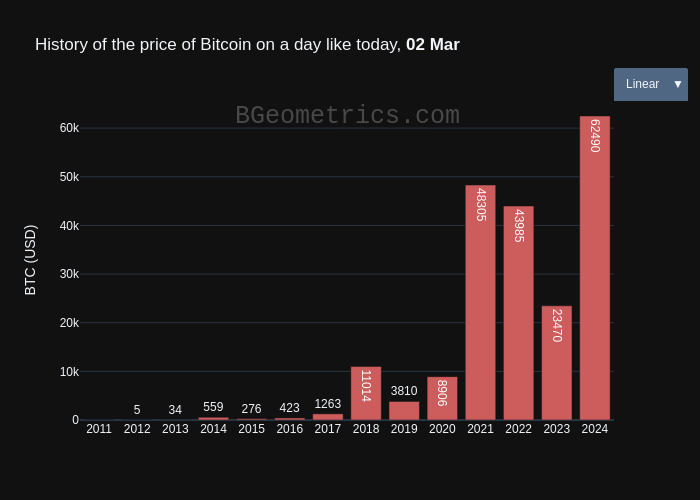 History of the price of Bitcoin on a day like today, 02 Mar
Linear ▼
BGeometrics.com
60k
50k
40k
30k
20k
10k
0
BTC (USD)
5
34
559
276
423
1263
11014
3810
8906
48305
43985
23470
62490
2011 2012 2013 2014 2015 2016 2017 2018 2019 2020 2021 2022 2023 2024